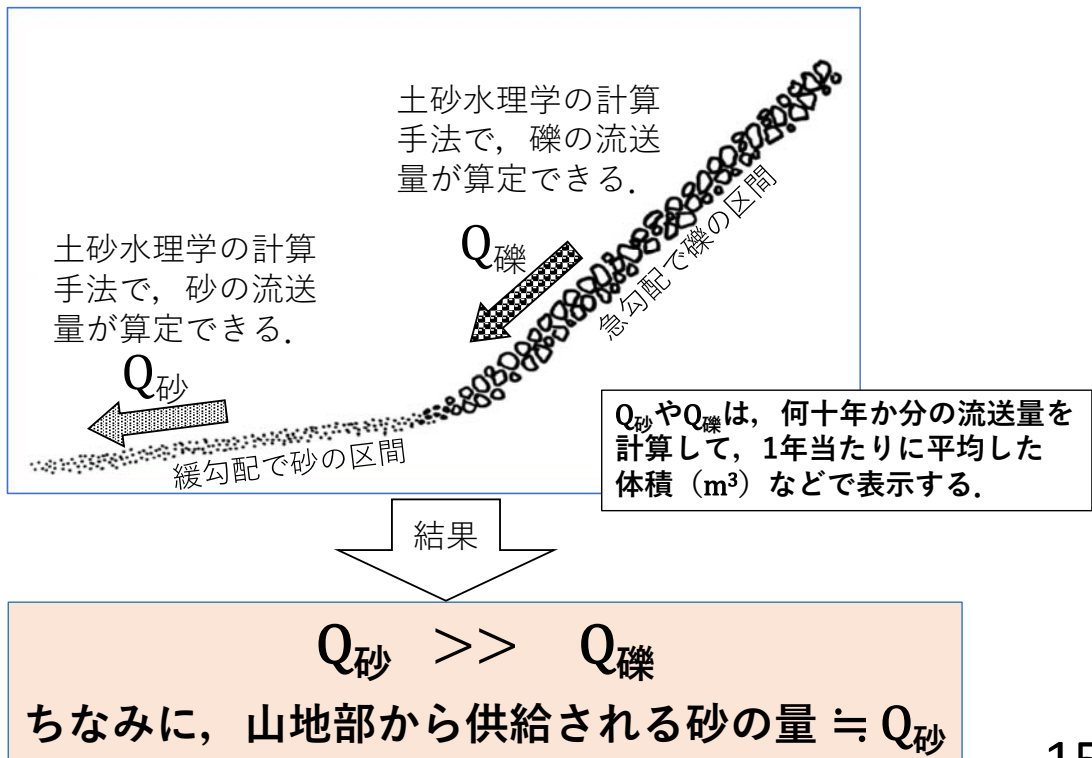 土砂水理学の計算
手法で，礫の流送
量が算定できる．
Q礫
急勾配で礫の区間
土砂水理学の計算
手法で，砂の流送
量が算定できる．
Q砂
緩勾配で砂の区間
Q砂やQ礫は，何十年か分の流送量を
計算して，1年当たりに平均した
体積（m³）などで表示する．
結果
Q砂 >> Q礫
ちなみに，山地部から供給される砂の量 ≒ Q砂